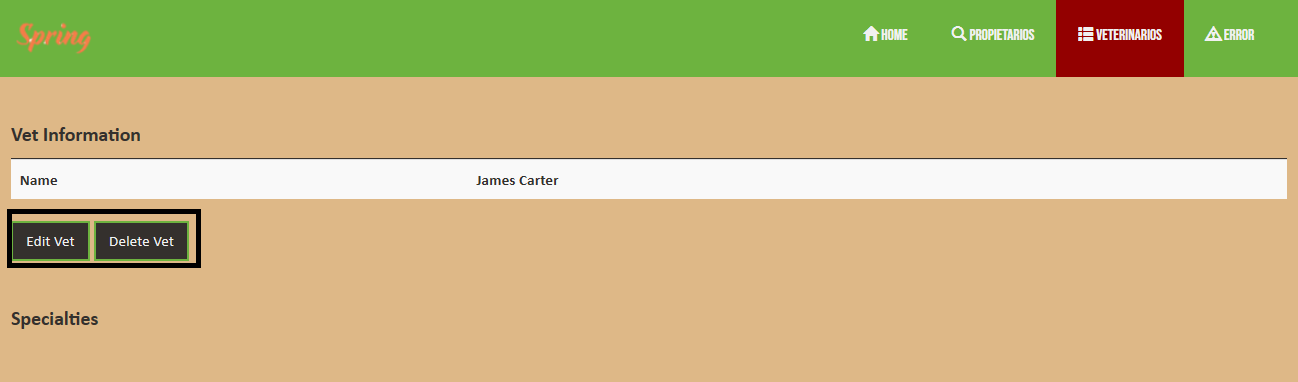 Spring
HOME
PROPIETARIOS
VETERINARIOS
ERROR
Vet Information
Name James Carter
Edit Vet Delete Vet
Specialties